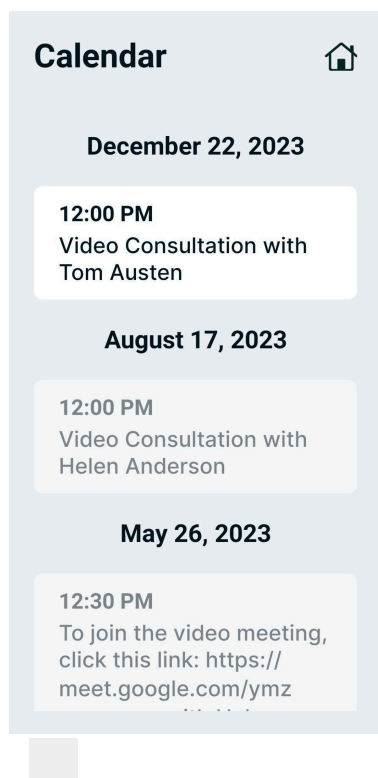 Calendar
December 22, 2023
12:00 PM
Video Consultation with
Tom Austen
August 17, 2023
12:00 PM
Video Consultation with
Helen Anderson
May 26, 2023
12:30 PM
To join the video meeting,
click this link: https://
meet.google.com/ymz